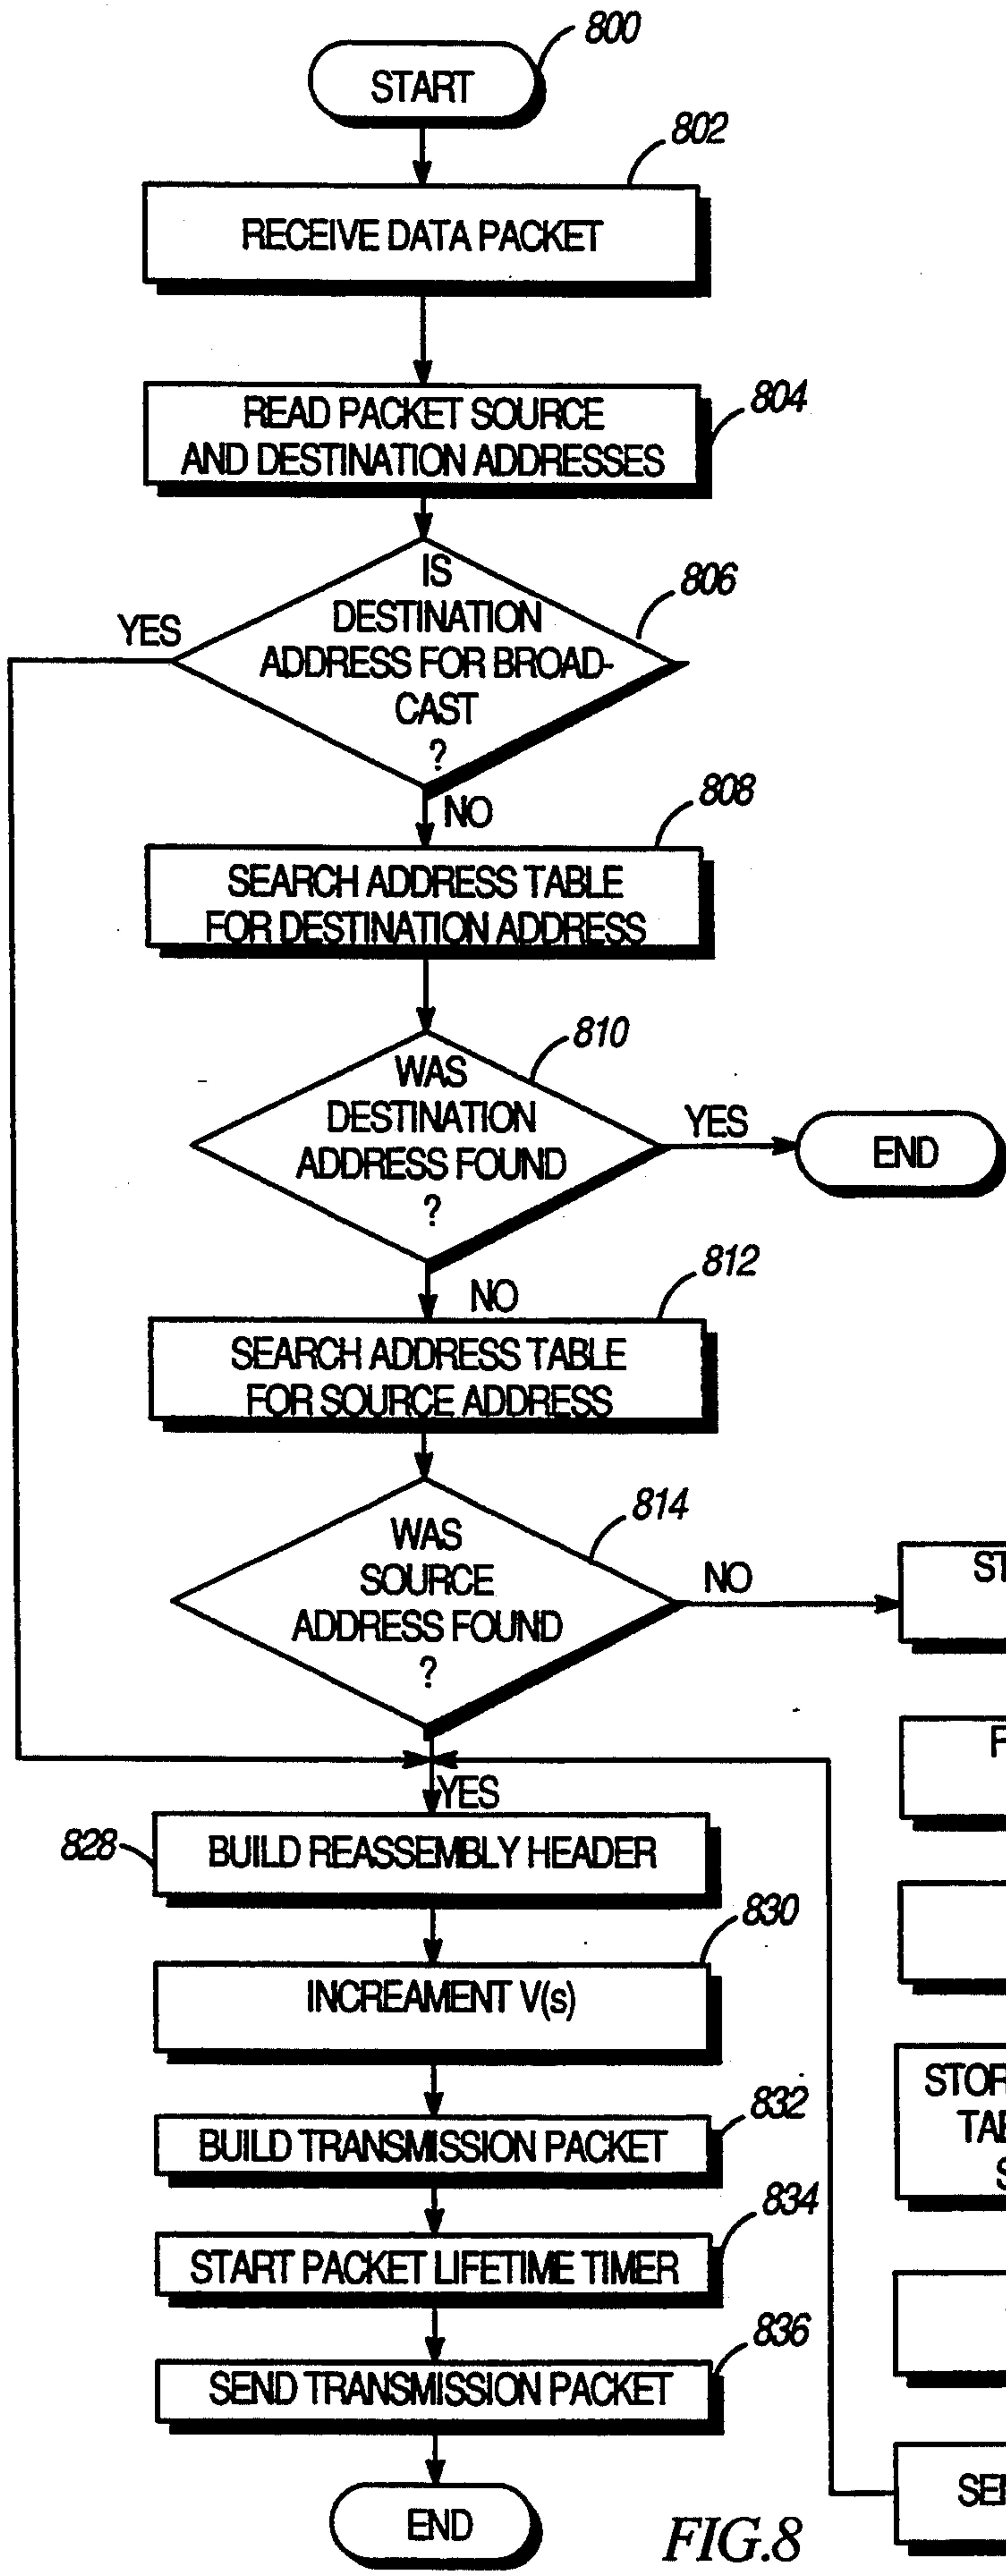 800
START
802
RECEIVE DATA PACKET
804
READ PACKET SOURCE
AND DESTINATION ADDRESSES
806
IS
DESTINATION
ADDRESS FOR BROAD-
CAST
?
YES
NO
808
SEARCH ADDRESS TABLE
FOR DESTINATION ADDRESS
810
WAS
DESTINATION
ADDRESS FOUND
?
YES
END
NO
812
SEARCH ADDRESS TABLE
FOR SOURCE ADDRESS
814
WAS
SOURCE
ADDRESS FOUND
?
NO
YES
828
BUILD REASSEMBLY HEADER
830
INCREAMENT V(s)
832
BUILD TRANSMISSION PACKET
834
START PACKET LIFETIME TIMER
836
SEND TRANSMISSION PACKET
END
FIG.8